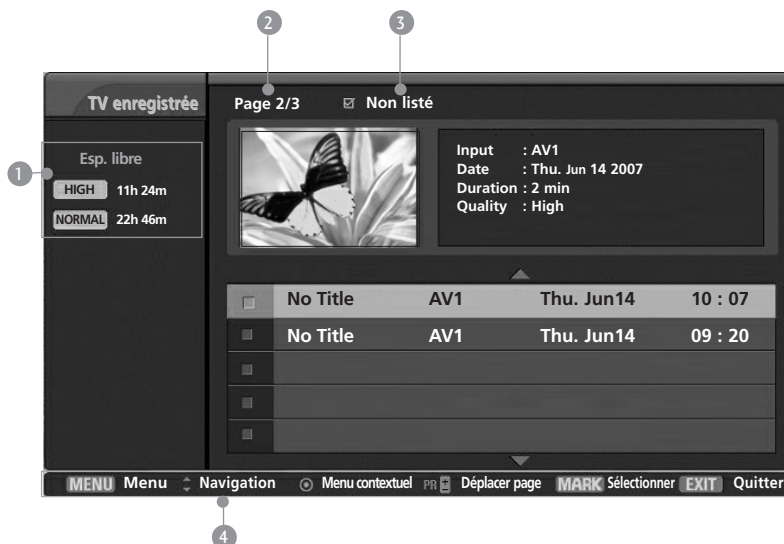 2 3
TV enregistrée Page 2/3 Non listé
1
Esp. libre
HIGH 11h 24m
NORMAL 22h 46m
Input : AV1
Date : Thu. Jun 14 2007
Duration : 2 min
Quality : High
No Title AV1 Thu. Jun14 10 : 07
No Title AV1 Thu. Jun14 09 : 20
MENU Menu Navigation Menu contextuel PR + - Déplacer page MARK Sélectionner EXIT Quitter
4